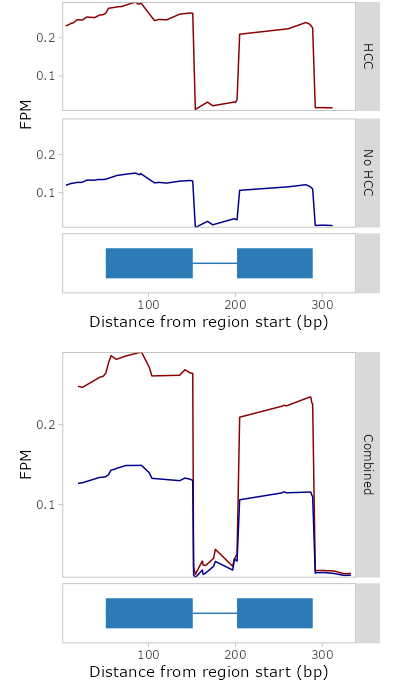 HCC
0.2
0.1
FPM
No HCC
0.2
0.1
100 200 300
Distance from region start (bp)
Combined
0.2
FPM
0.1
100 200 300
Distance from region start (bp)